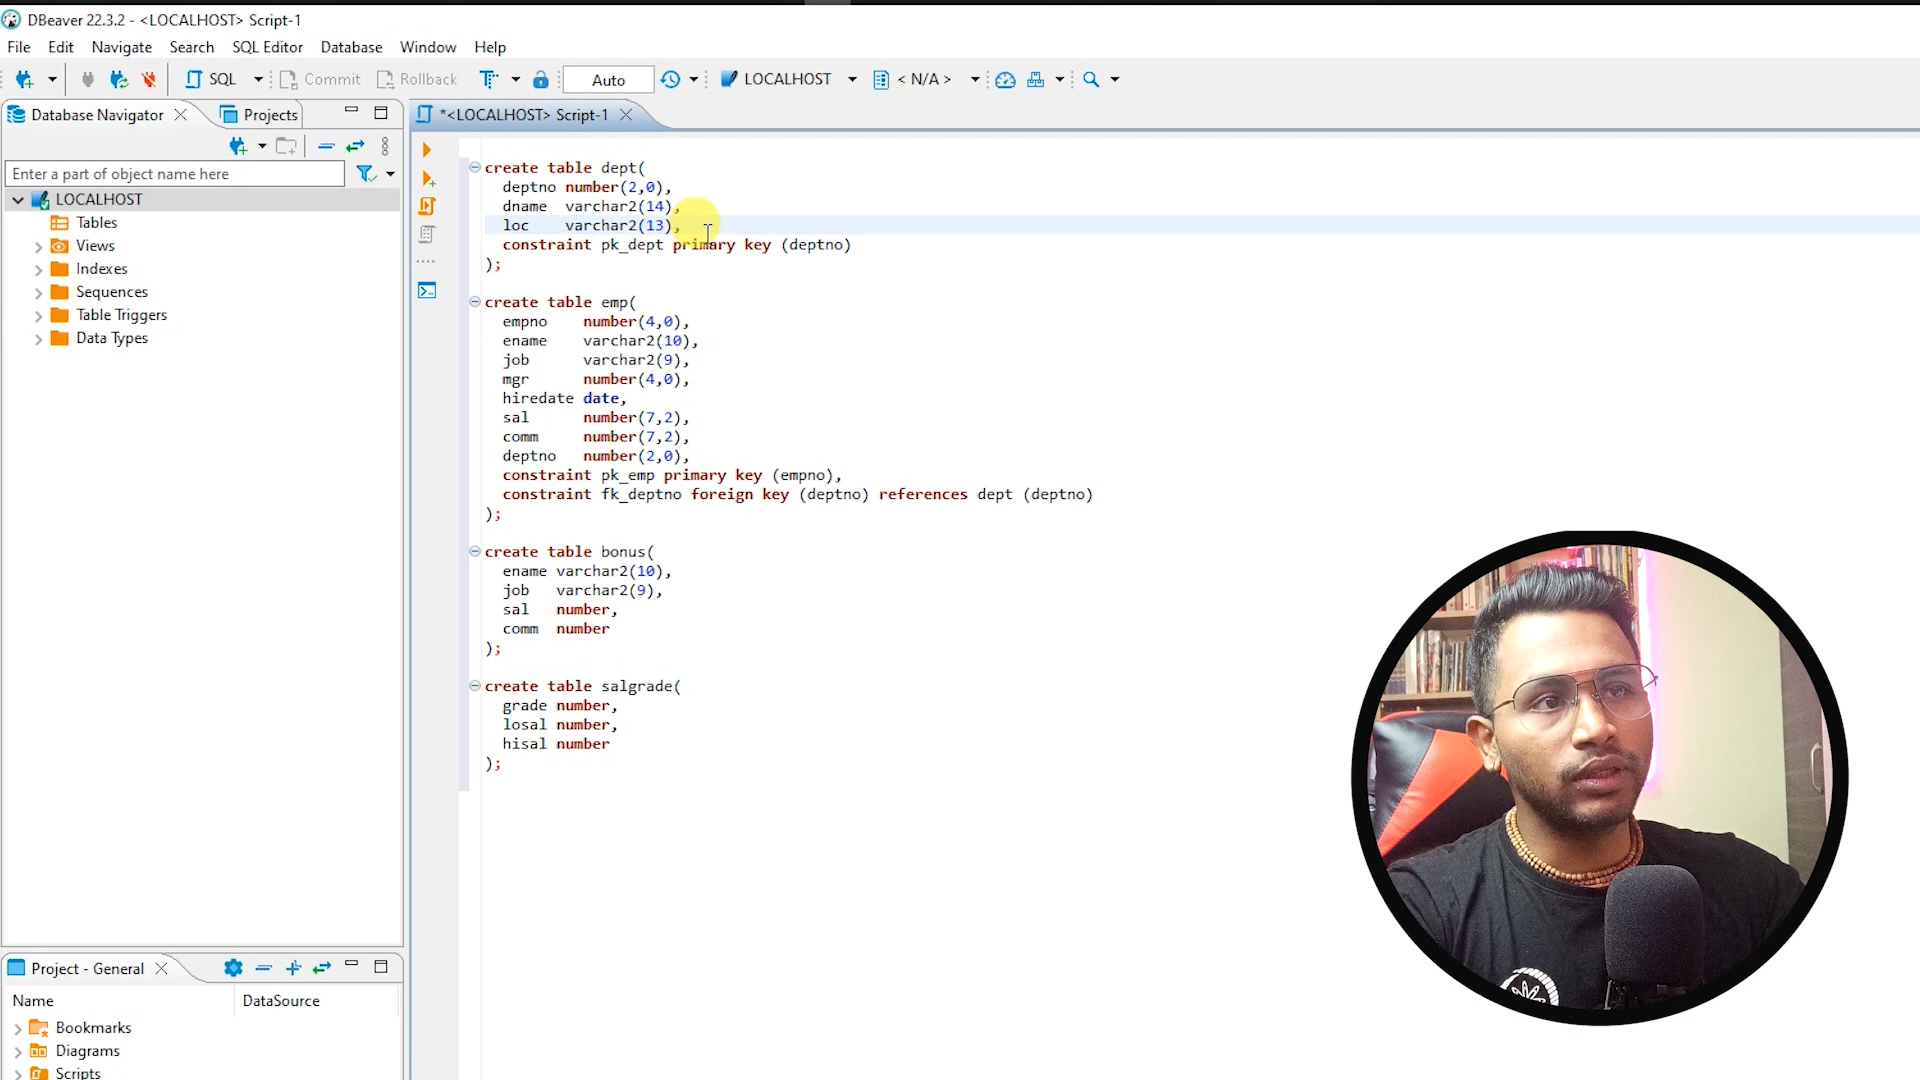 DBeaver 22.3.2 - <LOCALHOST> Script-1
File Edit Navigate Search SQL Editor Database Window Help
SQL Commit Rollback Auto LOCALHOST < N/A >
Database Navigator Projects
*<LOCALHOST> Script-1
Enter a part of object name here
LOCALHOST
Tables
Views
Indexes
Sequences
Table Triggers
Data Types
create table dept(
deptno number(2,0),
dname varchar2(14),
loc varchar2(13),
constraint pk_dept primary key (deptno)
);
create table emp(
empno number(4,0),
ename varchar2(10),
job varchar2(9),
mgr number(4,0),
hiredate date,
sal number(7,2),
comm number(7,2),
deptno number(2,0),
constraint pk_emp primary key (empno),
constraint fk_deptno foreign key (deptno) references dept (deptno)
);
create table bonus(
ename varchar2(10),
job varchar2(9),
sal number,
comm number
);
create table salgrade(
grade number,
losal number,
hisal number
);
Project - General
Name DataSource
Bookmarks
Diagrams
Scripts